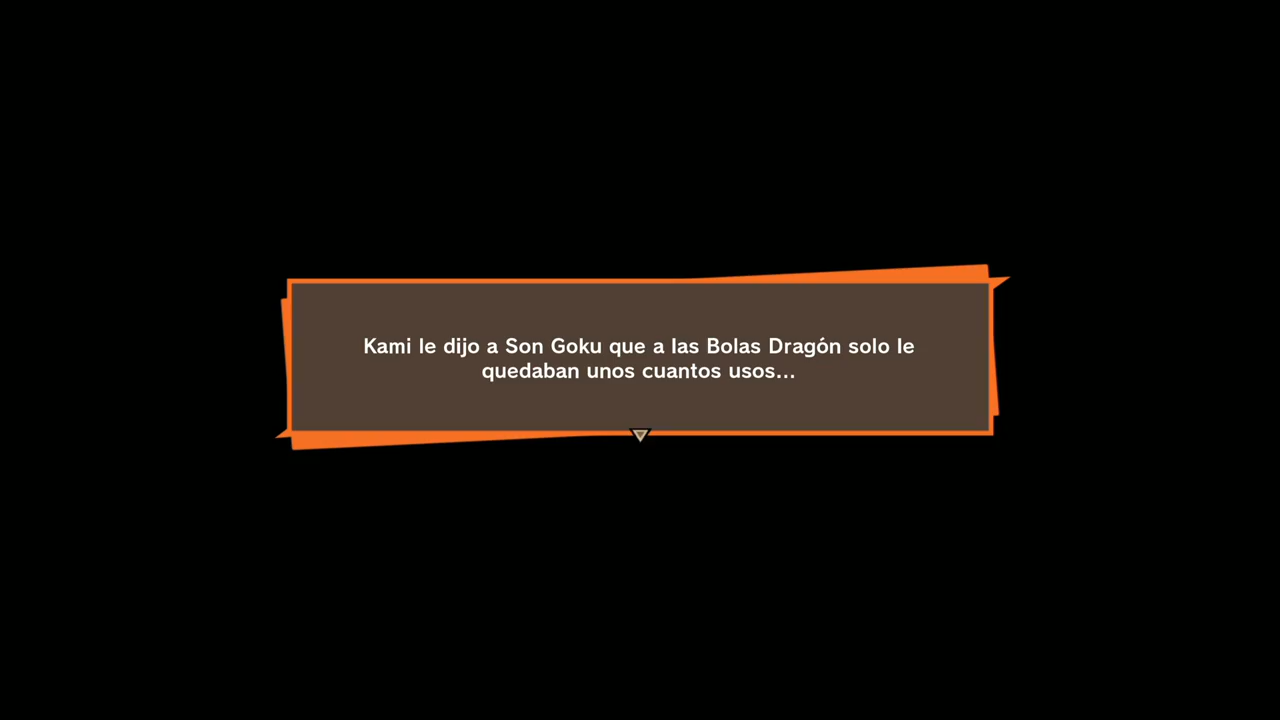 Kami le dijo a Son Goku que a las Bolas Dragón solo le
quedaban unos cuantos usos...